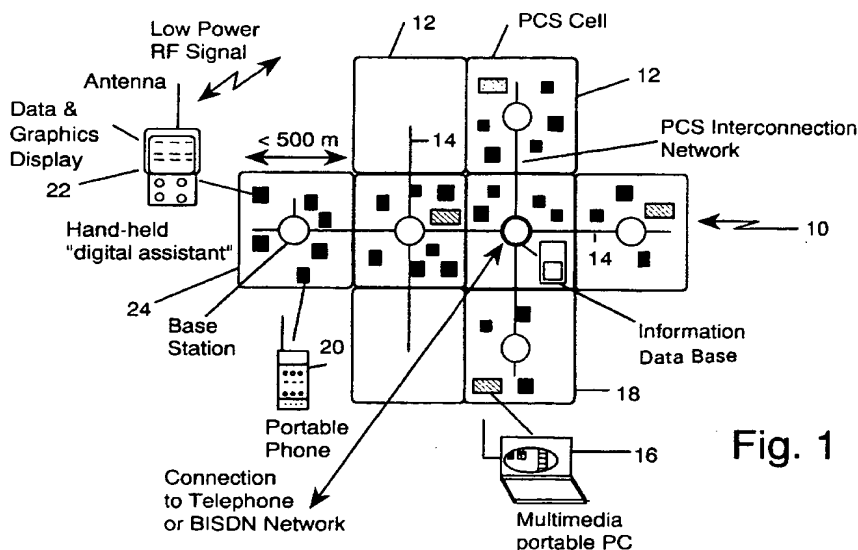 Low Power
RF Signal
12
PCS Cell
12
Antenna
Data &
Graphics
Display
22
< 500 m
14
PCS Interconnection
Network
10
14
Hand-held
"digital assistant"
24
Base
Station
20
Information
Data Base
18
Portable
Phone
Connection
to Telephone
or BISDN Network
16
Multimedia
portable PC
Fig. 1